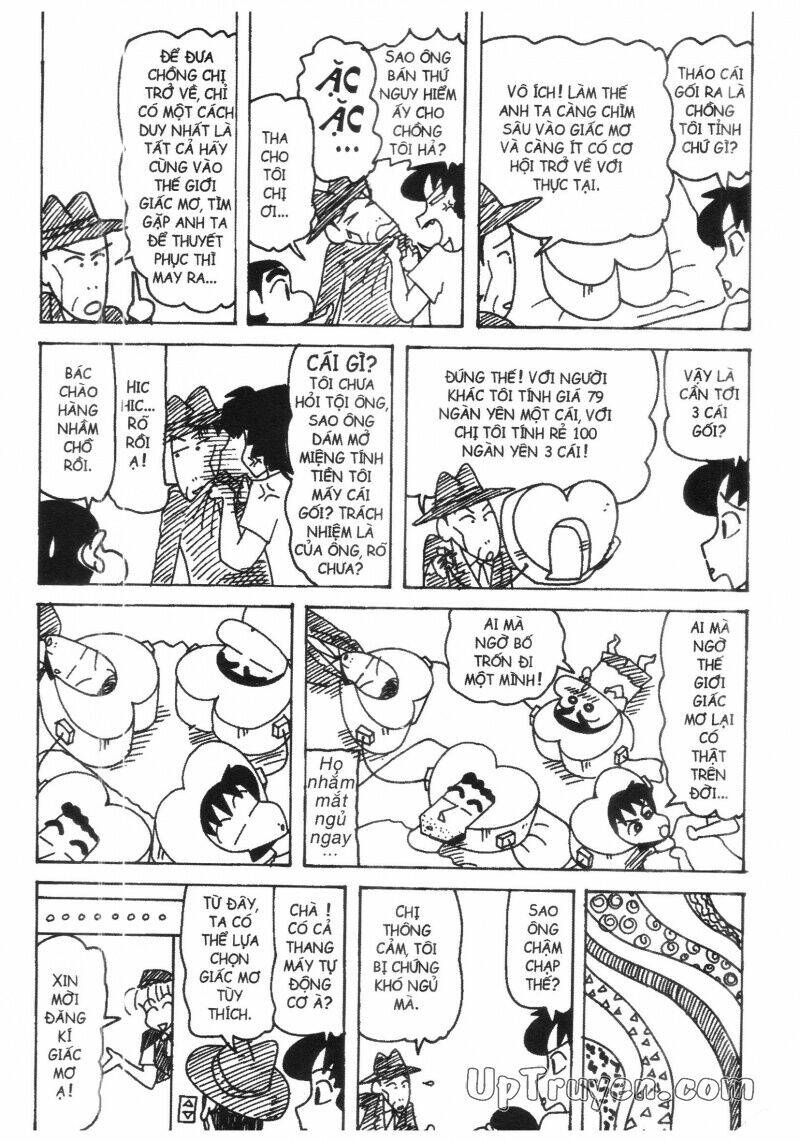 THÁO CÁI
GỐI RA LÀ
CHỒNG
TÔI TỈNH
CHỨ GÌ?
VÔ ÍCH! LÀM THẾ
ANH TA CÀNG CHÌM
SÂU VÀO GIẤC MƠ
VÀ CÀNG ÍT CÓ CƠ
HỘI TRỞ VỀ VỚI
THỰC TẠI.
SAO ÔNG
BÁN THỨ
NGUY HIỂM
ẤY CHO
CHỒNG
TÔI HẢ?
ẶC
ẶC
...
THA
CHO
TÔI
CHỊ
ƠI...
ĐỂ ĐƯA
CHỒNG CHỊ
TRỞ VỀ, CHỈ
CÓ MỘT CÁCH
DUY NHẤT LÀ
TẤT CẢ HÃY
CÙNG VÀO
THẾ GIỚI
GIẤC MƠ, TÌM
GẶP ANH TA
ĐỂ THUYẾT
PHỤC THÌ
MAY RA...
VẬY LÀ
CẦN TỚI
3 CÁI
GỐI?
ĐÚNG THẾ! VỚI NGƯỜI
KHÁC TÔI TÍNH GIÁ 79
NGÀN YÊN MỘT CÁI, VỚI
CHỊ TÔI TÍNH RẺ 100
NGÀN YÊN 3 CÁI!
CÁI GÌ?
TÔI CHƯA
HỎI TỘI ÔNG,
SAO ÔNG
DÁM MỞ
MIỆNG TÍNH
TIỀN TÔI
MẤY CÁI
GỐI? TRÁCH
NHIỆM LÀ
CỦA ÔNG, RÕ
CHƯA?
HIC
HIC...
RÕ
RỒI
Ạ!
BÁC
CHÀO
HÀNG
NHẦM
CHỖ
RỒI.
AI MÀ
NGỜ
THẾ
GIỚI
GIẤC
MƠ LẠI
CÓ
THẬT
TRÊN
ĐỜI...
AI MÀ
NGỜ BỐ
TRỐN ĐI
MỘT MÌNH!
Họ
nhắm
mắt
ngủ
ngay
...
SAO
ÔNG
CHẬM
CHẠP
THẾ?
CHỊ
THÔNG
CẢM, TÔI
BỊ CHỨNG
KHÓ NGỦ
MÀ.
CHÀ !
CÓ CẢ
THANG
MÁY TỰ
ĐỘNG
CƠ À?
TỪ ĐÂY,
TA CÓ
THỂ LỰA
CHỌN
GIẤC MƠ
TÙY
THÍCH.
XIN
MỜI
ĐĂNG
KÍ
GIẤC
MƠ
Ạ!
UpTruyen.com